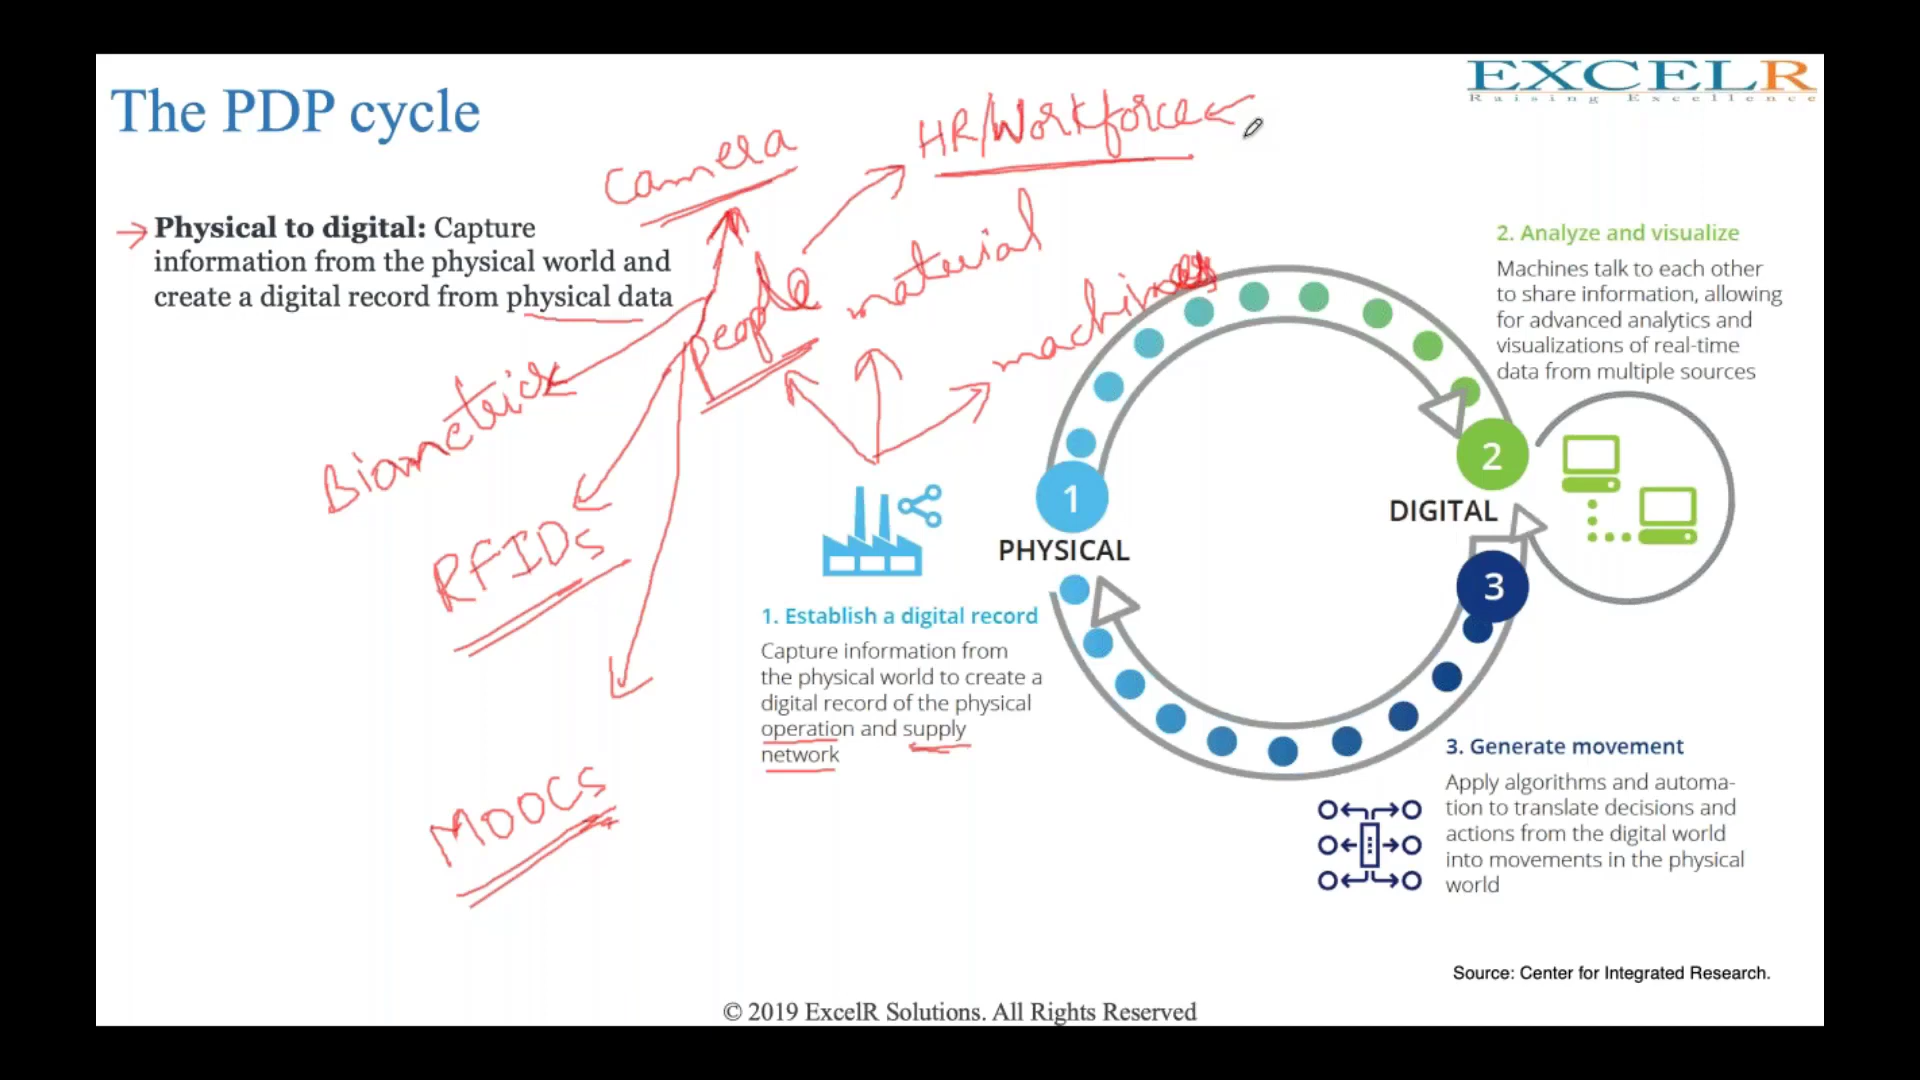 The PDP cycle
EXCELR
Raising Excellence
Camera
HR/Workforce
→ Physical to digital: Capture
information from the physical world and
create a digital record from physical data
people
material
machines
Biometrics
RFIDs
MOOCS
1
PHYSICAL
1. Establish a digital record
Capture information from
the physical world to create a
digital record of the physical
operation and supply
network
2. Analyze and visualize
Machines talk to each other
to share information, allowing
for advanced analytics and
visualizations of real-time
data from multiple sources
2
DIGITAL
3
3. Generate movement
Apply algorithms and automa-
tion to translate decisions and
actions from the digital world
into movements in the physical
world
Source: Center for Integrated Research.
© 2019 ExcelR Solutions. All Rights Reserved